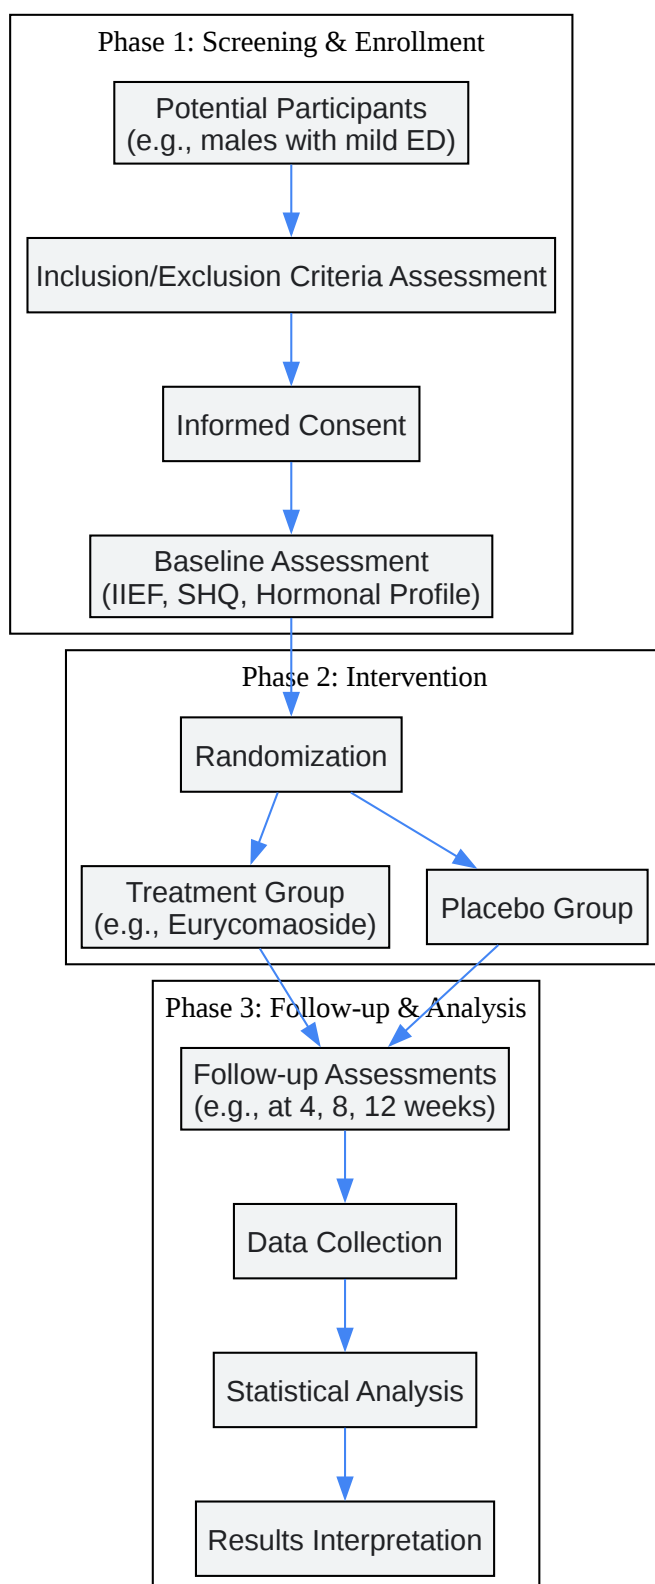 Phase 1: Screening & Enrollment
Potential Participants
(e.g., males with mild ED)
Inclusion/Exclusion Criteria Assessment
Informed Consent
Baseline Assessment
(IIEF, SHQ, Hormonal Profile)
Phase 2: Intervention
Randomization
Treatment Group
(e.g., Eurycomaoside)
Placebo Group
Phase 3: Follow-up & Analysis
Follow-up Assessments
(e.g., at 4, 8, 12 weeks)
Data Collection
Statistical Analysis
Results Interpretation